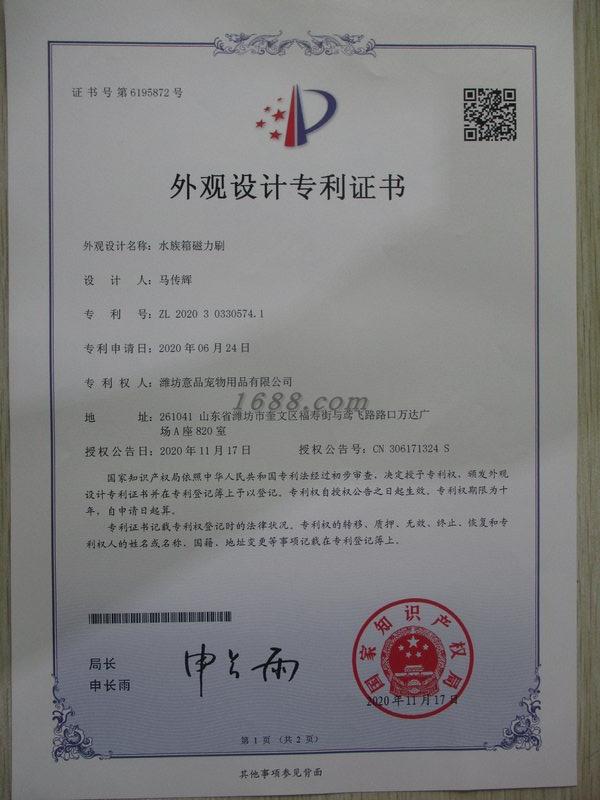 证书号第6195872号
外观设计专利证书
外观设计名称：水族箱磁力刷
设计人：马传辉
专利号：ZL 2020 3 0330574.1
专利申请日：2020年06月24日
专利权人：潍坊意品宠物用品有限公司
1688.com
地址：261041 山东省潍坊市奎文区福寿街与鸢飞路路口万达广
场A座820室
授权公告日：2020年11月17日 授权公告号：CN 306171324 S
国家知识产权局依照中华人民共和国专利法经过初步审查，决定授予专利权，颁发外观
设计专利证书并在专利登记簿上予以登记。专利权自授权公告之日起生效。专利权期限为十
年，自申请日起算。
专利证书记载专利权登记时的法律状况。专利权的转移、质押、无效、终止、恢复和专
利权人的姓名或名称、国籍、地址变更等事项记载在专利登记簿上。
局长
申长雨
申长雨
国家知识产权局
2020年11月17日
第1页（共2页）
其他事项参见背面